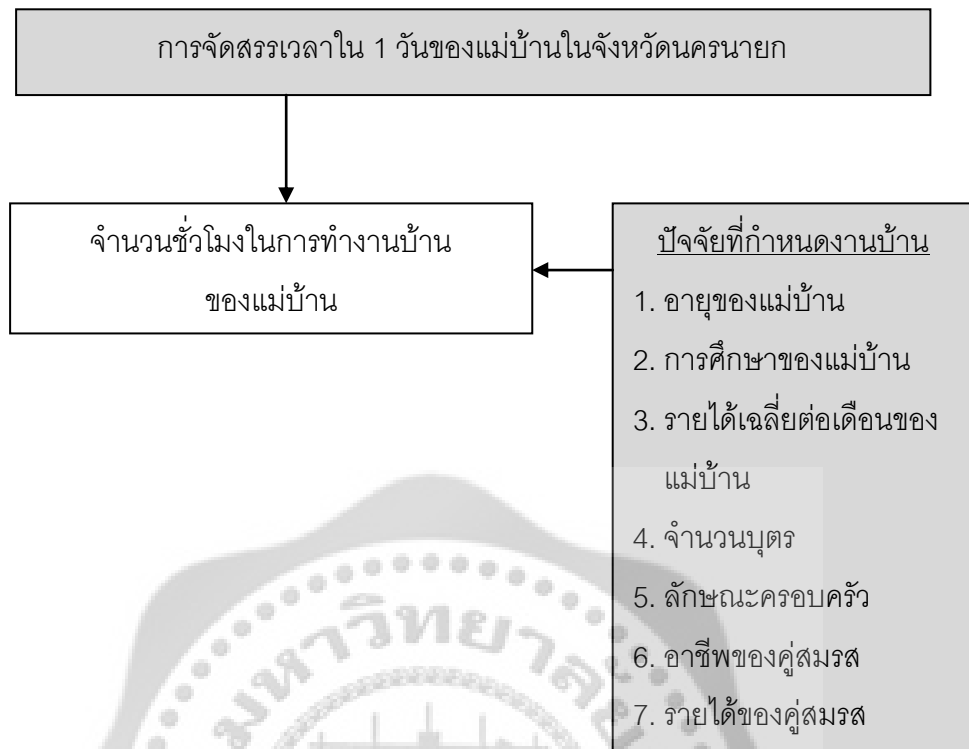 การจัดสรรเวลาใน 1 วันของแม่บ้านในจังหวัดนครนายก
จำนวนชั่วโมงในการทำงานบ้าน
ของแม่บ้าน
ปัจจัยที่กำหนดงานบ้าน
1. อายุของแม่บ้าน
2. การศึกษาของแม่บ้าน
3. รายได้เฉลี่ยต่อเดือนของ
แม่บ้าน
4. จำนวนบุตร
5. ลักษณะครอบครัว
6. อาชีพของคู่สมรส
7. รายได้ของคู่สมรส
มหาวิทยาลัย